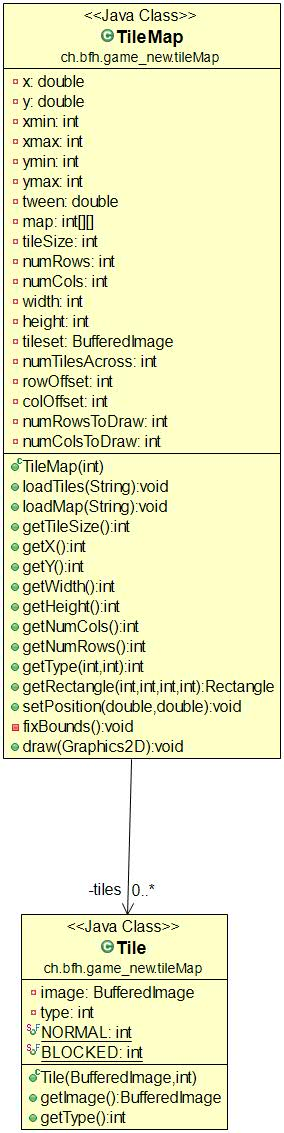 <<Java Class>>
TileMap
ch.bfh.game_new.tileMap
x: double
y: double
xmin: int
xmax: int
ymin: int
ymax: int
tween: double
map: int[][]
tileSize: int
numRows: int
numCols: int
width: int
height: int
tileset: BufferedImage
numTilesAcross: int
rowOffset: int
colOffset: int
numRowsToDraw: int
numColsToDraw: int
TileMap(int)
loadTiles(String):void
loadMap(String):void
getTileSize():int
getX():int
getY():int
getWidth():int
getHeight():int
getNumCols():int
getNumRows():int
getType(int,int):int
getRectangle(int,int,int,int):Rectangle
setPosition(double,double):void
fixBounds():void
draw(Graphics2D):void
-tiles 0..*
<<Java Class>>
Tile
ch.bfh.game_new.tileMap
image: BufferedImage
type: int
NORMAL: int
BLOCKED: int
Tile(BufferedImage,int)
getImage():BufferedImage
getType():int